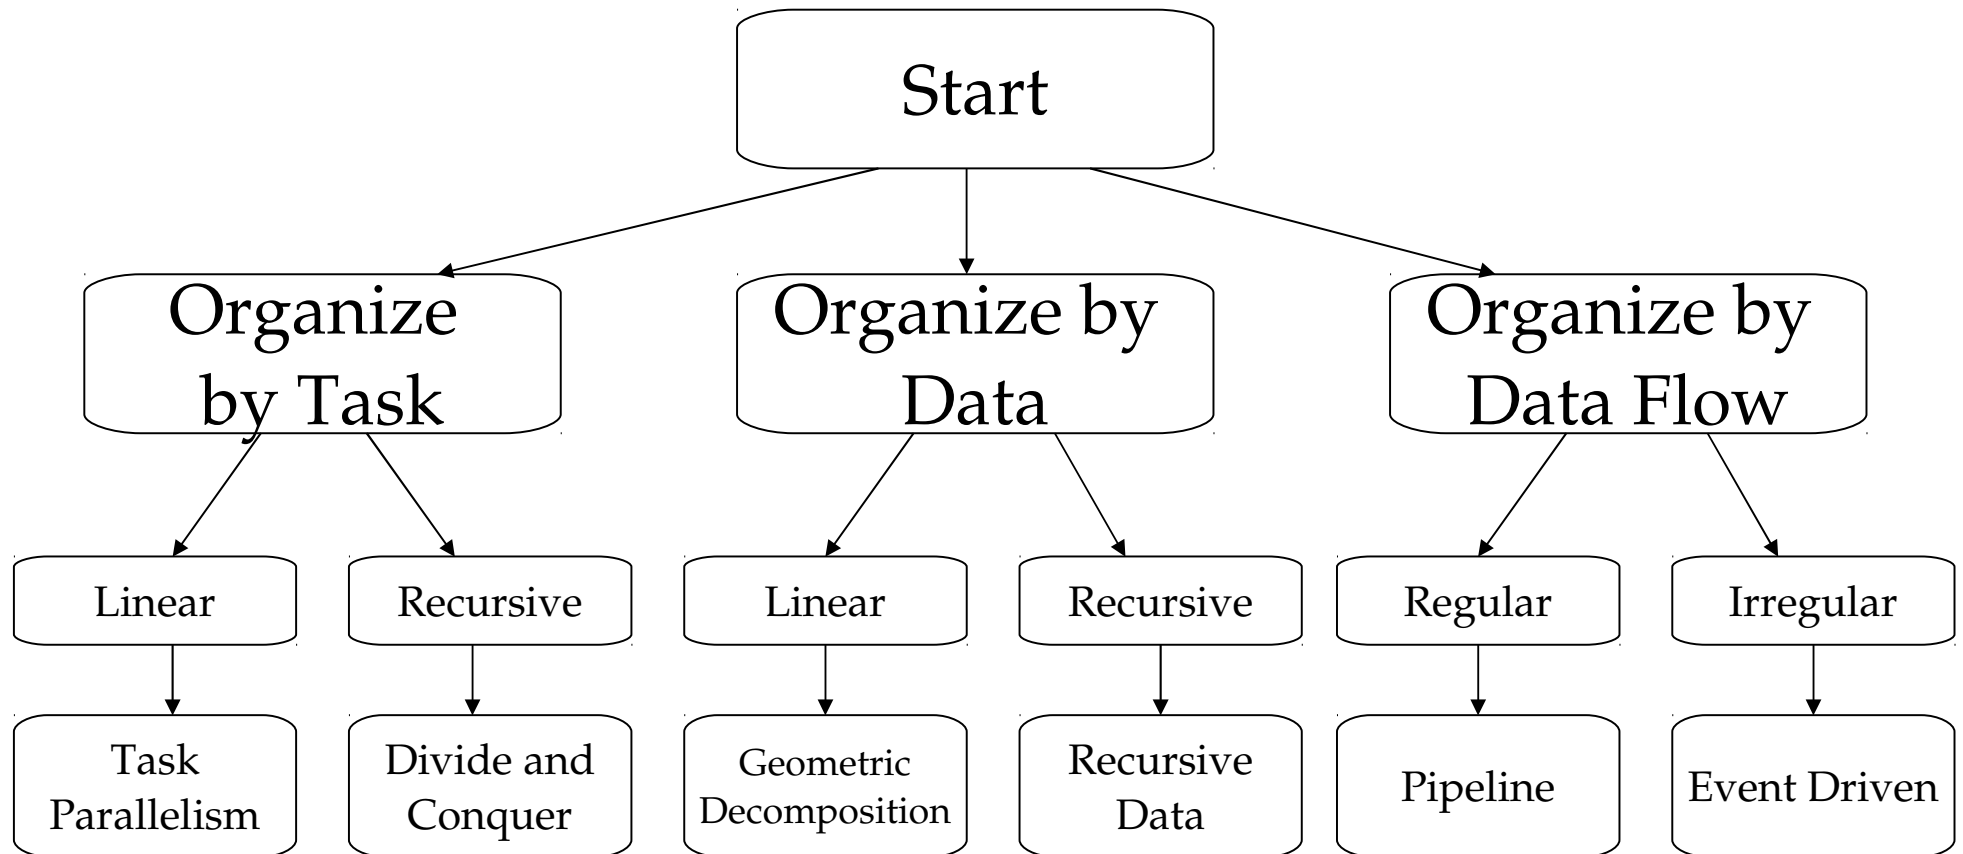 Start
Organize
by Task
Organize by
Data
Organize by
Data Flow
Linear
Recursive
Linear
Recursive
Regular
Irregular
Task
Parallelism
Divide and
Conquer
Geometric
Decomposition
Recursive
Data
Pipeline
Event Driven